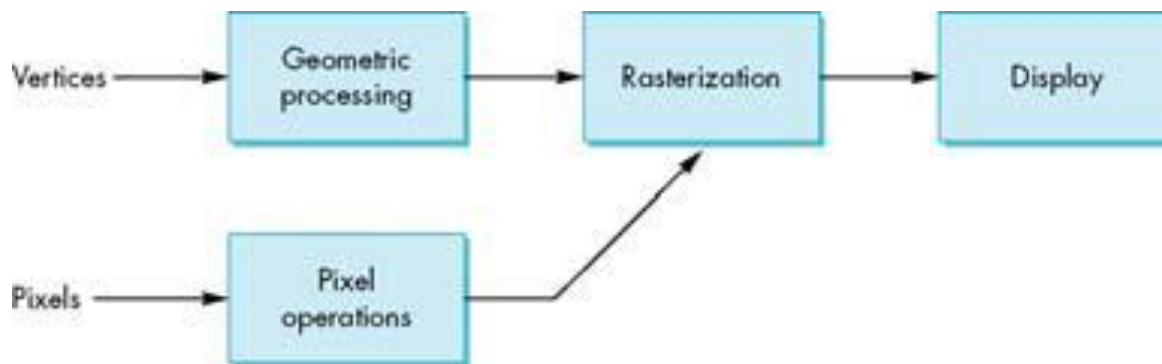 Vertices
Geometric
processing
Rasterization
Display
Pixels
Pixel
operations